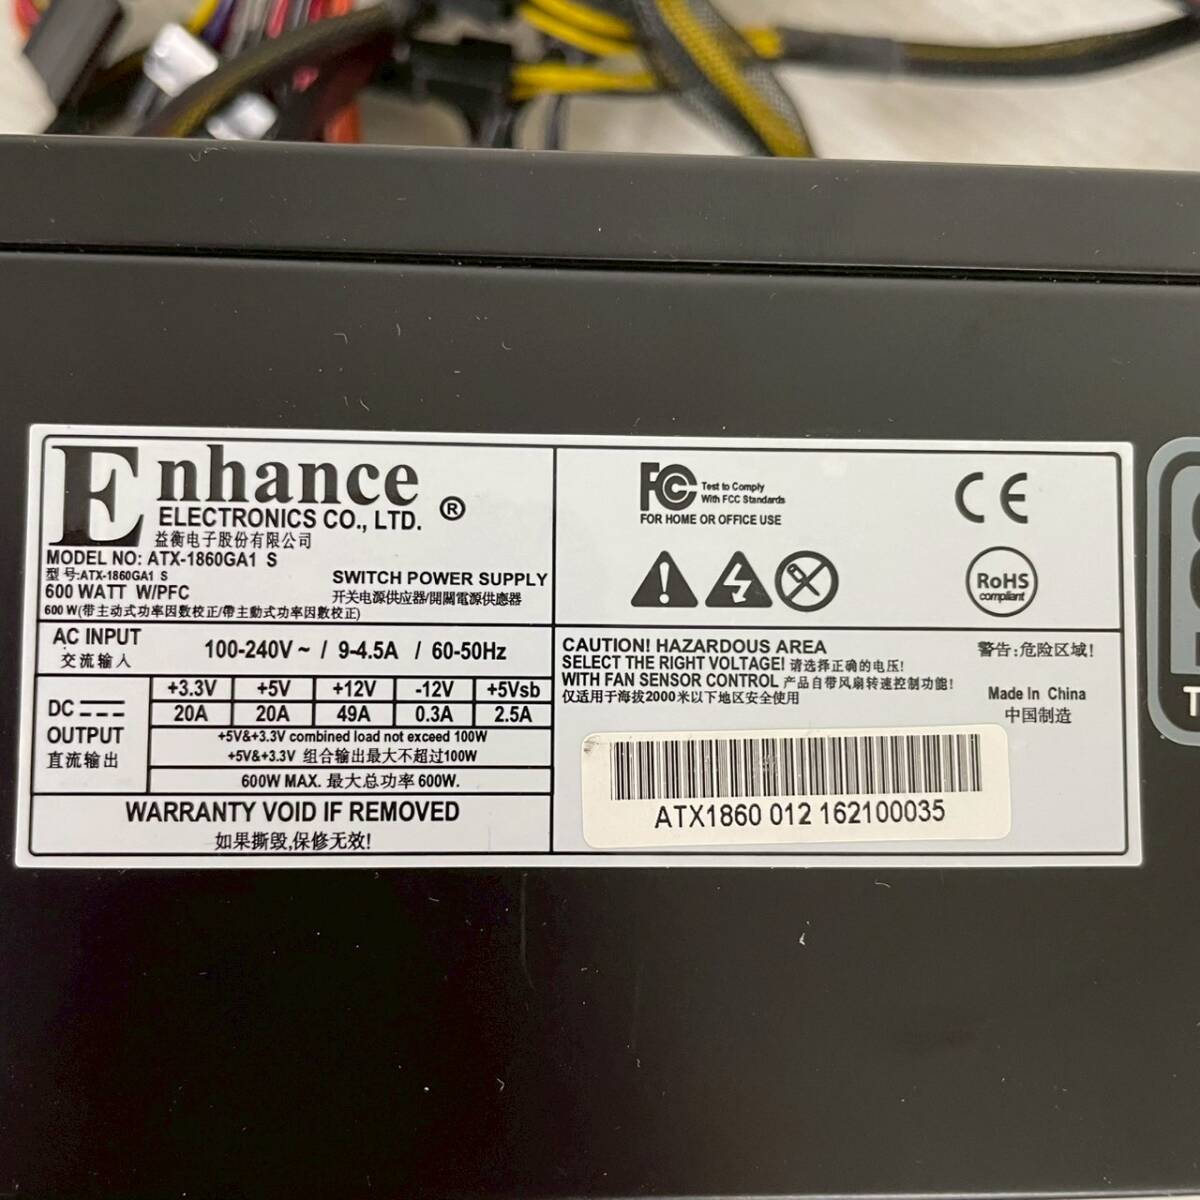 Enhance ®
ELECTRONICS CO., LTD.
益衡电子股份有限公司
MODEL NO: ATX-1860GA1 S
型号:ATX-1860GA1 S
600 WATT W/PFC
SWITCH POWER SUPPLY
开关电源供应器/開關電源供應器
600 W(带主动式功率因数校正/帶主動式功率因数校正)
AC INPUT
交流输入
100-240V~ / 9-4.5A / 60-50Hz
DC
OUTPUT
直流输出
+3.3V +5V +12V -12V +5Vsb
20A 20A 49A 0.3A 2.5A
+5V&+3.3V combined load not exceed 100W
+5V&+3.3V 组合输出最大不超过100W
600W MAX. 最大总功率 600W.
WARRANTY VOID IF REMOVED
如果撕毁,保修无效!
FC Test to Comply
With FCC Standards
FOR HOME OR OFFICE USE
CE
RoHS
compliant
CAUTION! HAZARDOUS AREA
警告:危险区域!
SELECT THE RIGHT VOLTAGE! 请选择正确的电压!
WITH FAN SENSOR CONTROL 产品自带风扇转速控制功能!
仅适用于海拔2000米以下地区安全使用
Made In China
中国制造
ATX1860 012 162100035